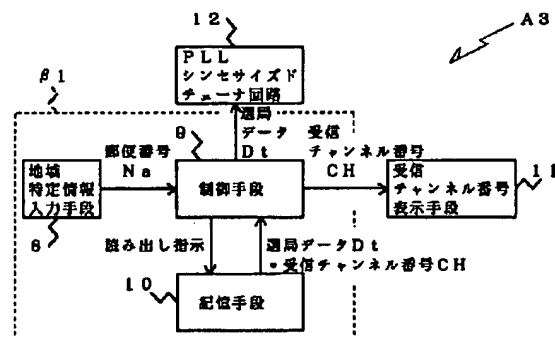 12
A3
PLL
シンセサイズド
チューナ回路
β1
選局
データ
Dt
受信
チャンネル番号
CH
9
郵便番号
Na
地域
特定情報
入力手段
制御手段
受信
チャンネル番号
表示手段
11
8
読み出し指示
選局データDt
・受信チャンネル番号CH
10
記憶手段